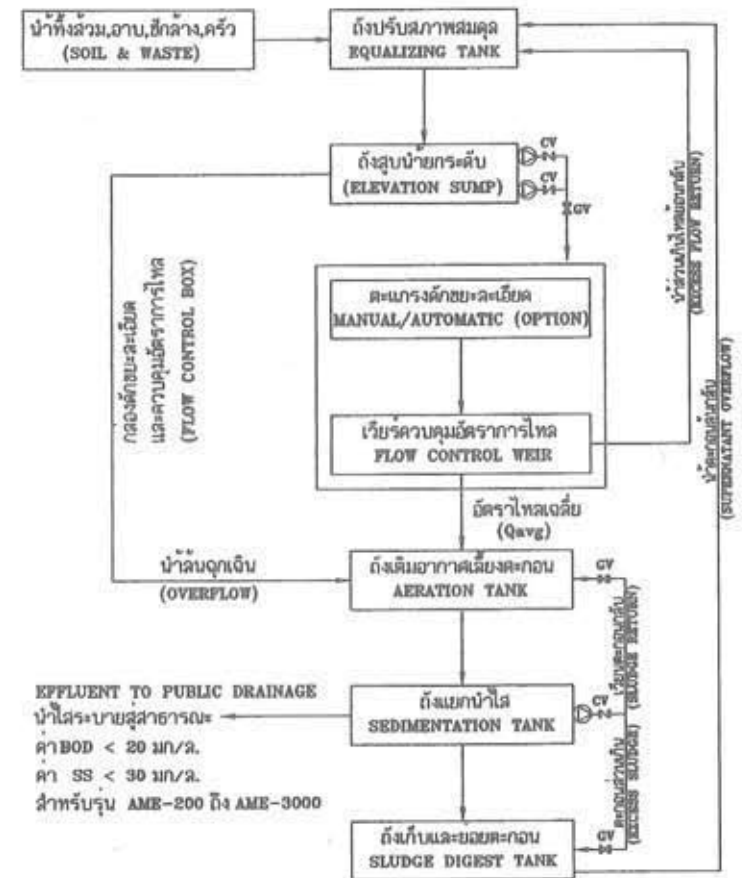 น้ำทิ้งส้วม,อาบ,ซักล้าง,ครัว
(SOIL & WASTE)
ถังปรับสภาพสมดุล
EQUALIZING TANK
ถังสูบน้ำยกระดับ
(ELEVATION SUMP)
CV
CV
GV
กล่องดักขยะละเอียด
และควบคุมอัตราการไหล
(FLOW CONTROL BOX)
ตะแกรงดักขยะละเอียด
MANUAL/AUTOMATIC (OPTION)
เวียร์ควบคุมอัตราการไหล
FLOW CONTROL WEIR
น้ำส่วนเกินไหลย้อนกลับ
(EXCESS FLOW RETURN)
น้ำตะกอนล้นกลับ
(SUPERNATANT OVERFLOW)
อัตราไหลเฉลี่ย
(Qavg)
น้ำล้นฉุกเฉิน
(OVERFLOW)
ถังเติมอากาศเลี้ยงตะกอน
AERATION TANK
GV
เวียนตะกอนกลับ
(SLUDGE RETURN)
EFFLUENT TO PUBLIC DRAINAGE
น้ำใสระบายสู่สาธารณะ
ค่า BOD < 20 มก/ล.
ค่า SS < 30 มก/ล.
สำหรับรุ่น AME-200 ถึง AME-3000
ถังแยกน้ำใส
SEDIMENTATION TANK
CV
ตะกอนส่วนเกิน
(EXCESS SLUDGE)
GV
ถังเก็บและย่อยตะกอน
SLUDGE DIGEST TANK